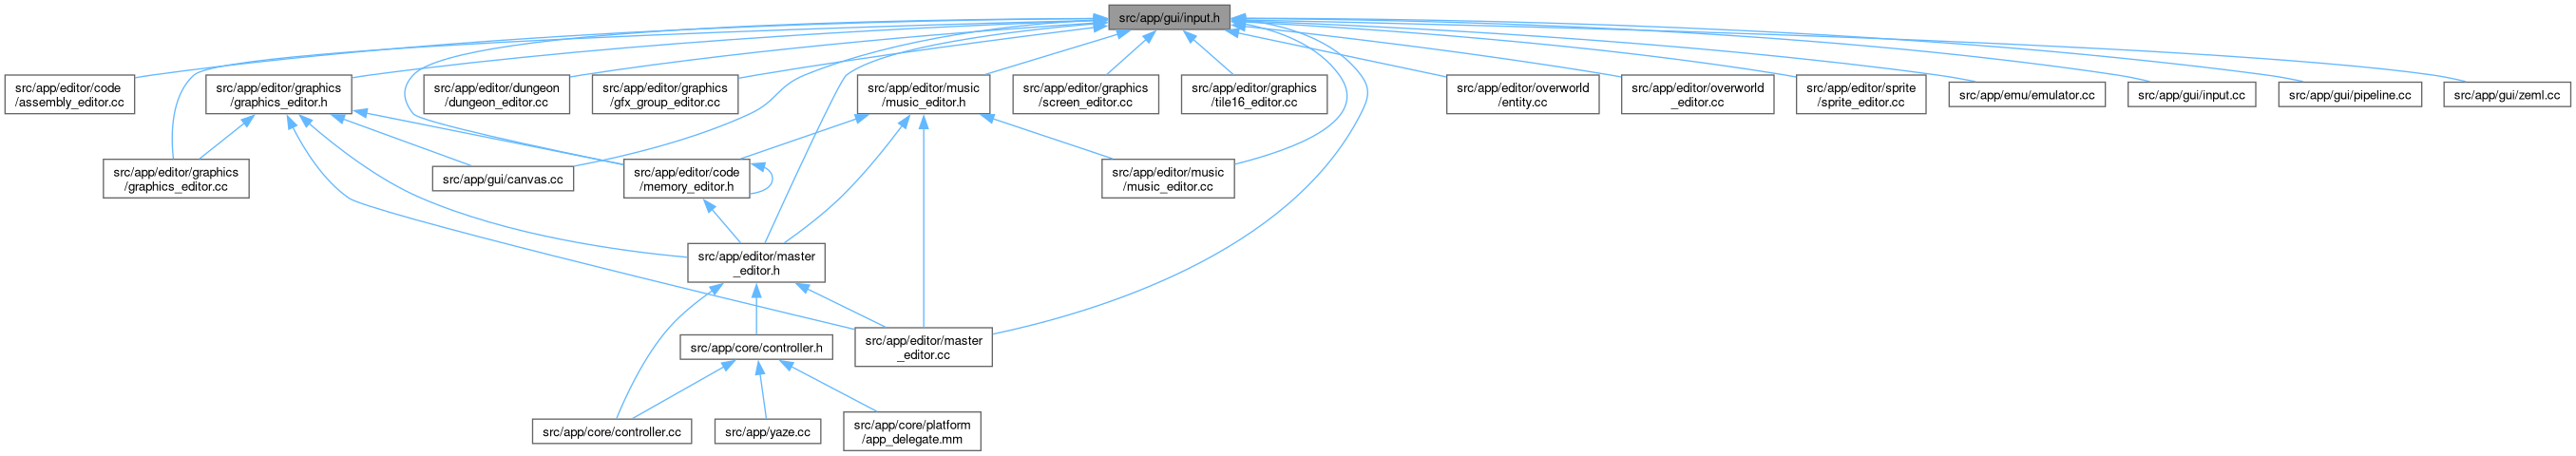 src/app/gui/input.h
src/app/editor/code
/assembly_editor.cc
src/app/editor/graphics
/graphics_editor.h
src/app/editor/dungeon
/dungeon_editor.cc
src/app/editor/graphics
/gfx_group_editor.cc
src/app/editor/music
/music_editor.h
src/app/editor/graphics
/screen_editor.cc
src/app/editor/graphics
/tile16_editor.cc
src/app/editor/overworld
/entity.cc
src/app/editor/overworld
_editor.cc
src/app/editor/sprite
/sprite_editor.cc
src/app/emu/emulator.cc
src/app/gui/input.cc
src/app/gui/pipeline.cc
src/app/gui/zeml.cc
src/app/editor/graphics
/graphics_editor.cc
src/app/gui/canvas.cc
src/app/editor/code
/memory_editor.h
src/app/editor/music
/music_editor.cc
src/app/editor/master
_editor.h
src/app/core/controller.h
src/app/editor/master
_editor.cc
src/app/core/controller.cc
src/app/yaze.cc
src/app/core/platform
/app_delegate.mm